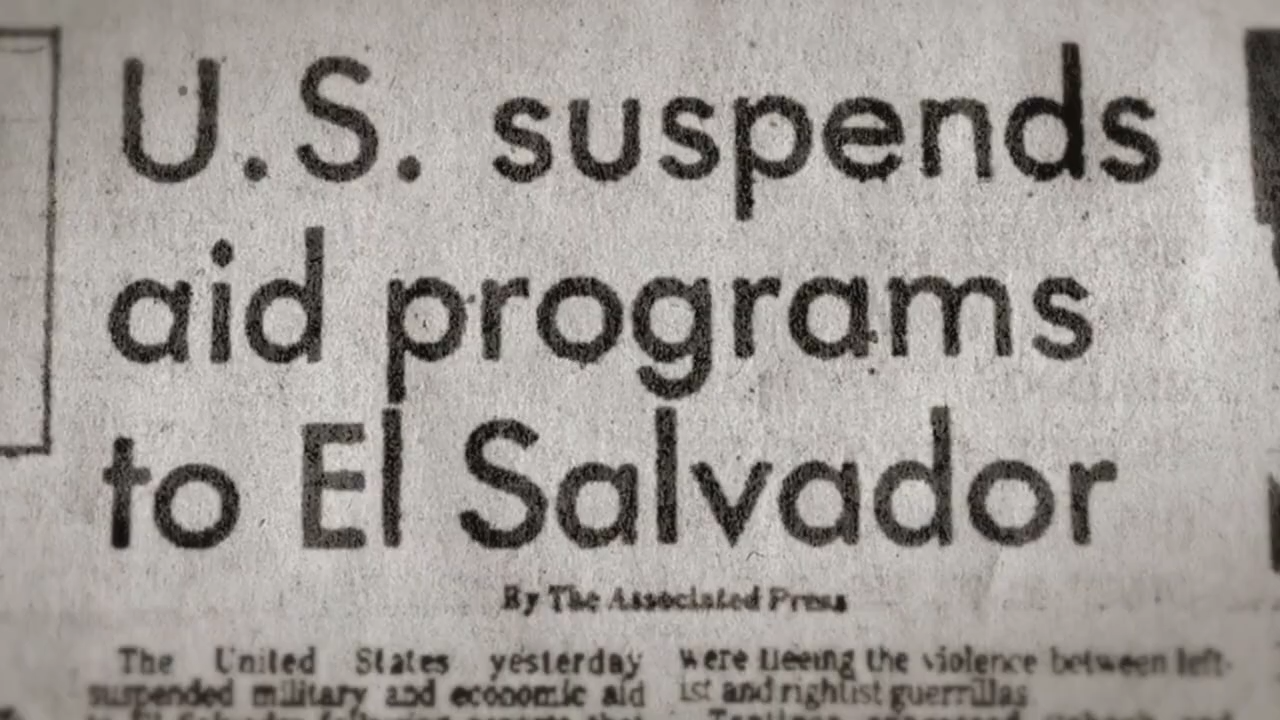 U.S. suspends
aid programs
to El Salvador
By The Associated Press
The United States yesterday
suspended military and economic aid
were fleeing the violence between left-
ist and rightist guerrillas